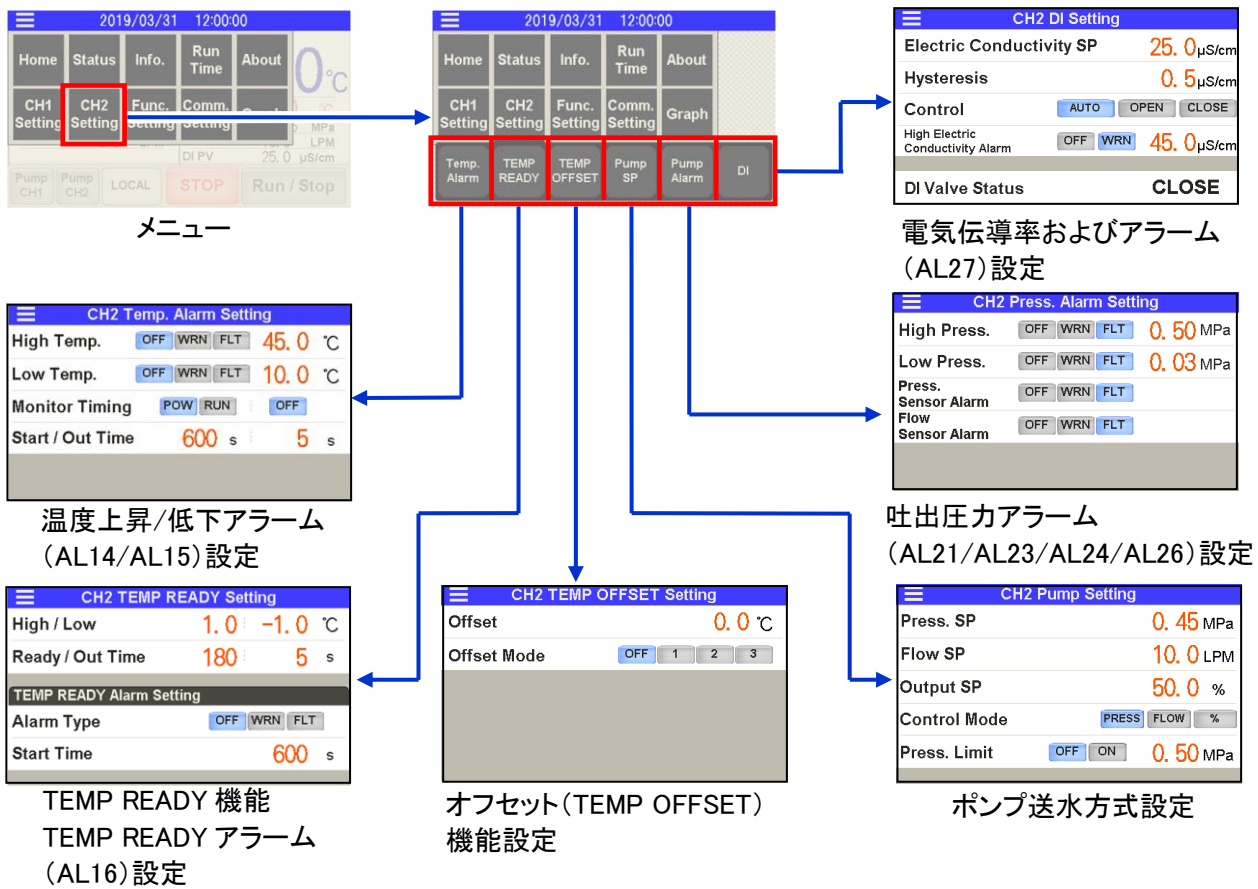 2019/03/31 12:00:00
Home Status Info. Run Time About
CH1 Setting CH2 Setting Func. Setting Comm. Setting Graph
0 ℃
MPa
LPM
DI PV 25.0 μS/cm
Pump CH1 Pump CH2 LOCAL STOP Run / Stop
メニュー
2019/03/31 12:00:00
Home Status Info. Run Time About
CH1 Setting CH2 Setting Func. Setting Comm. Setting Graph
Temp. Alarm TEMP READY TEMP OFFSET Pump SP Pump Alarm DI
CH2 DI Setting
Electric Conductivity SP 25.0 μS/cm
Hysteresis 0.5 μS/cm
Control AUTO OPEN CLOSE
High Electric
Conductivity Alarm OFF WRN 45.0 μS/cm
DI Valve Status CLOSE
電気伝導率およびアラーム
（AL27）設定
CH2 Temp. Alarm Setting
High Temp. OFF WRN FLT 45.0 ℃
Low Temp. OFF WRN FLT 10.0 ℃
Monitor Timing POW RUN OFF
Start / Out Time 600 s 5 s
温度上昇/低下アラーム
（AL14/AL15）設定
CH2 Press. Alarm Setting
High Press. OFF WRN FLT 0.50 MPa
Low Press. OFF WRN FLT 0.03 MPa
Press.
Sensor Alarm OFF WRN FLT
Flow
Sensor Alarm OFF WRN FLT
吐出圧力アラーム
（AL21/AL23/AL24/AL26）設定
CH2 TEMP READY Setting
High / Low 1.0 -1.0 ℃
Ready / Out Time 180 5 s
TEMP READY Alarm Setting
Alarm Type OFF WRN FLT
Start Time 600 s
TEMP READY 機能
TEMP READY アラーム
（AL16）設定
CH2 TEMP OFFSET Setting
Offset 0.0 ℃
Offset Mode OFF 1 2 3
オフセット（TEMP OFFSET）
機能設定
CH2 Pump Setting
Press. SP 0.45 MPa
Flow SP 10.0 LPM
Output SP 50.0 %
Control Mode PRESS FLOW %
Press. Limit OFF ON 0.50 MPa
ポンプ送水方式設定